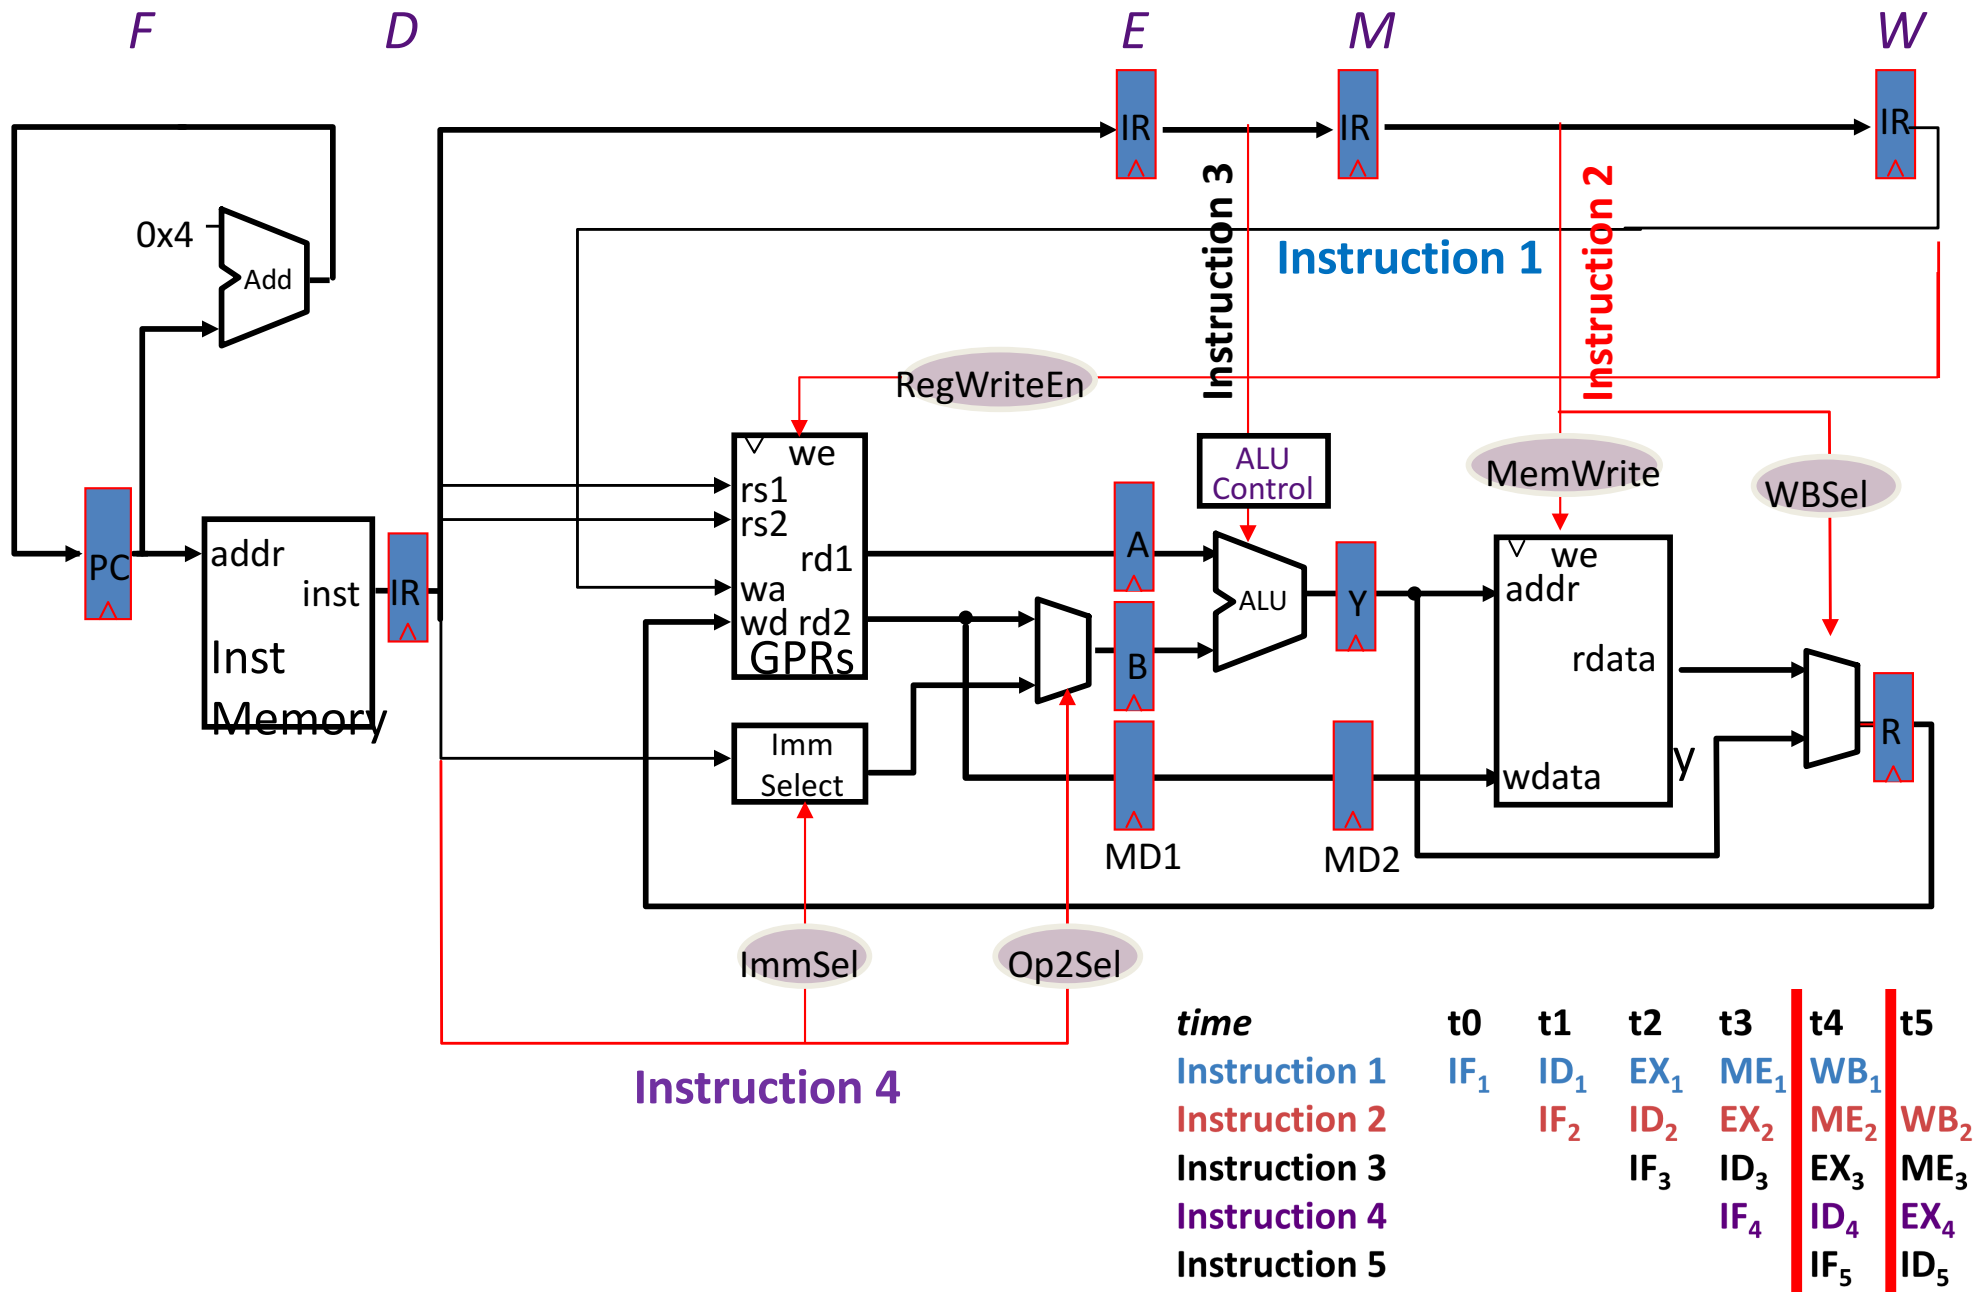 F D E M W
IR IR IR
0x4
Add
Instruction 3
Instruction 1
Instruction 2
RegWriteEn
we
ALU
Control
MemWrite
WBSel
rs1
rs2
rd1
wa
wd rd2
GPRs
PC
addr
inst
Inst
Memory
IR
A
B
ALU
Y
we
addr
rdata
wdata
y
R
Imm
Select
MD1
MD2
ImmSel
Op2Sel
Instruction 4
time t0 t1 t2 t3 t4 t5
Instruction 1 IF1 ID1 EX1 ME1 WB1
Instruction 2 IF2 ID2 EX2 ME2 WB2
Instruction 3 IF3 ID3 EX3 ME3
Instruction 4 IF4 ID4 EX4
Instruction 5 IF5 ID5